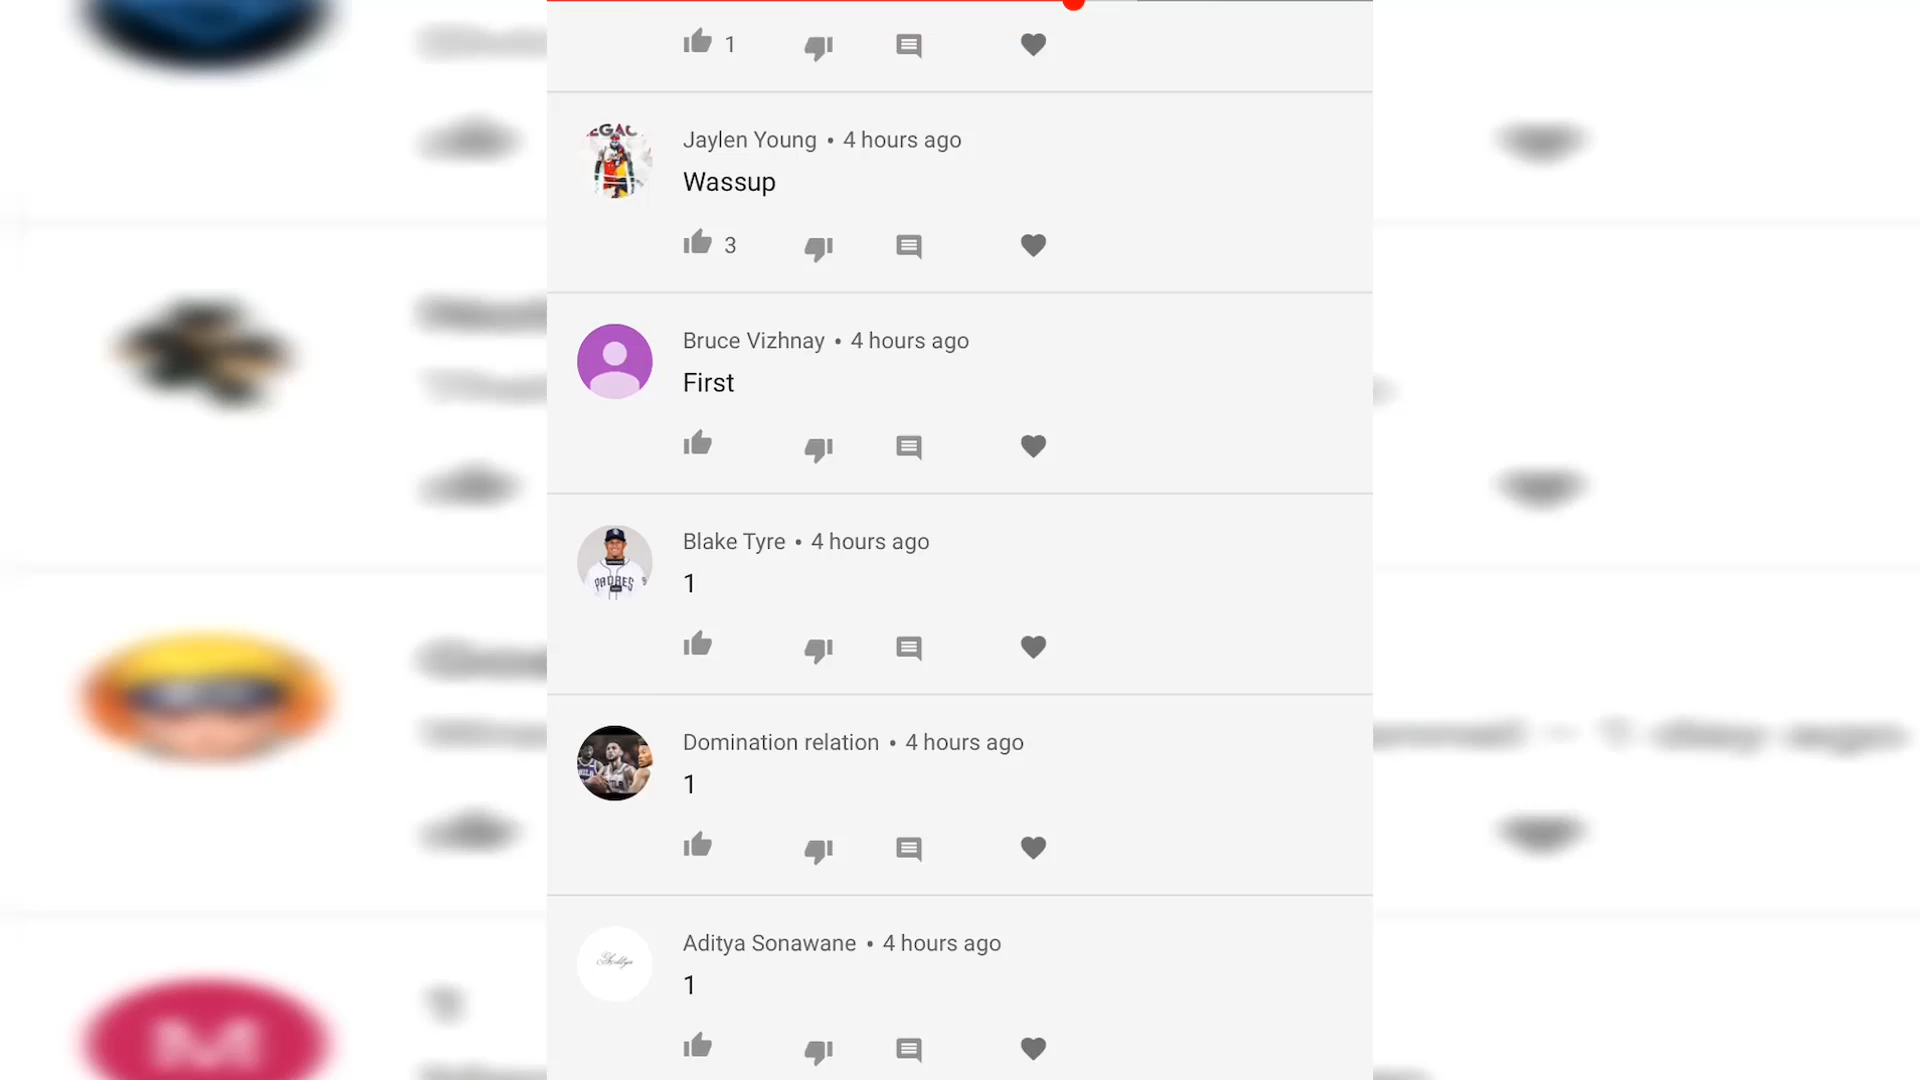 1
Jaylen Young • 4 hours ago
Wassup
3
Bruce Vizhnay • 4 hours ago
First
Blake Tyre • 4 hours ago
PADRES
1
Domination relation • 4 hours ago
1
Aditya Sonawane • 4 hours ago
1
M